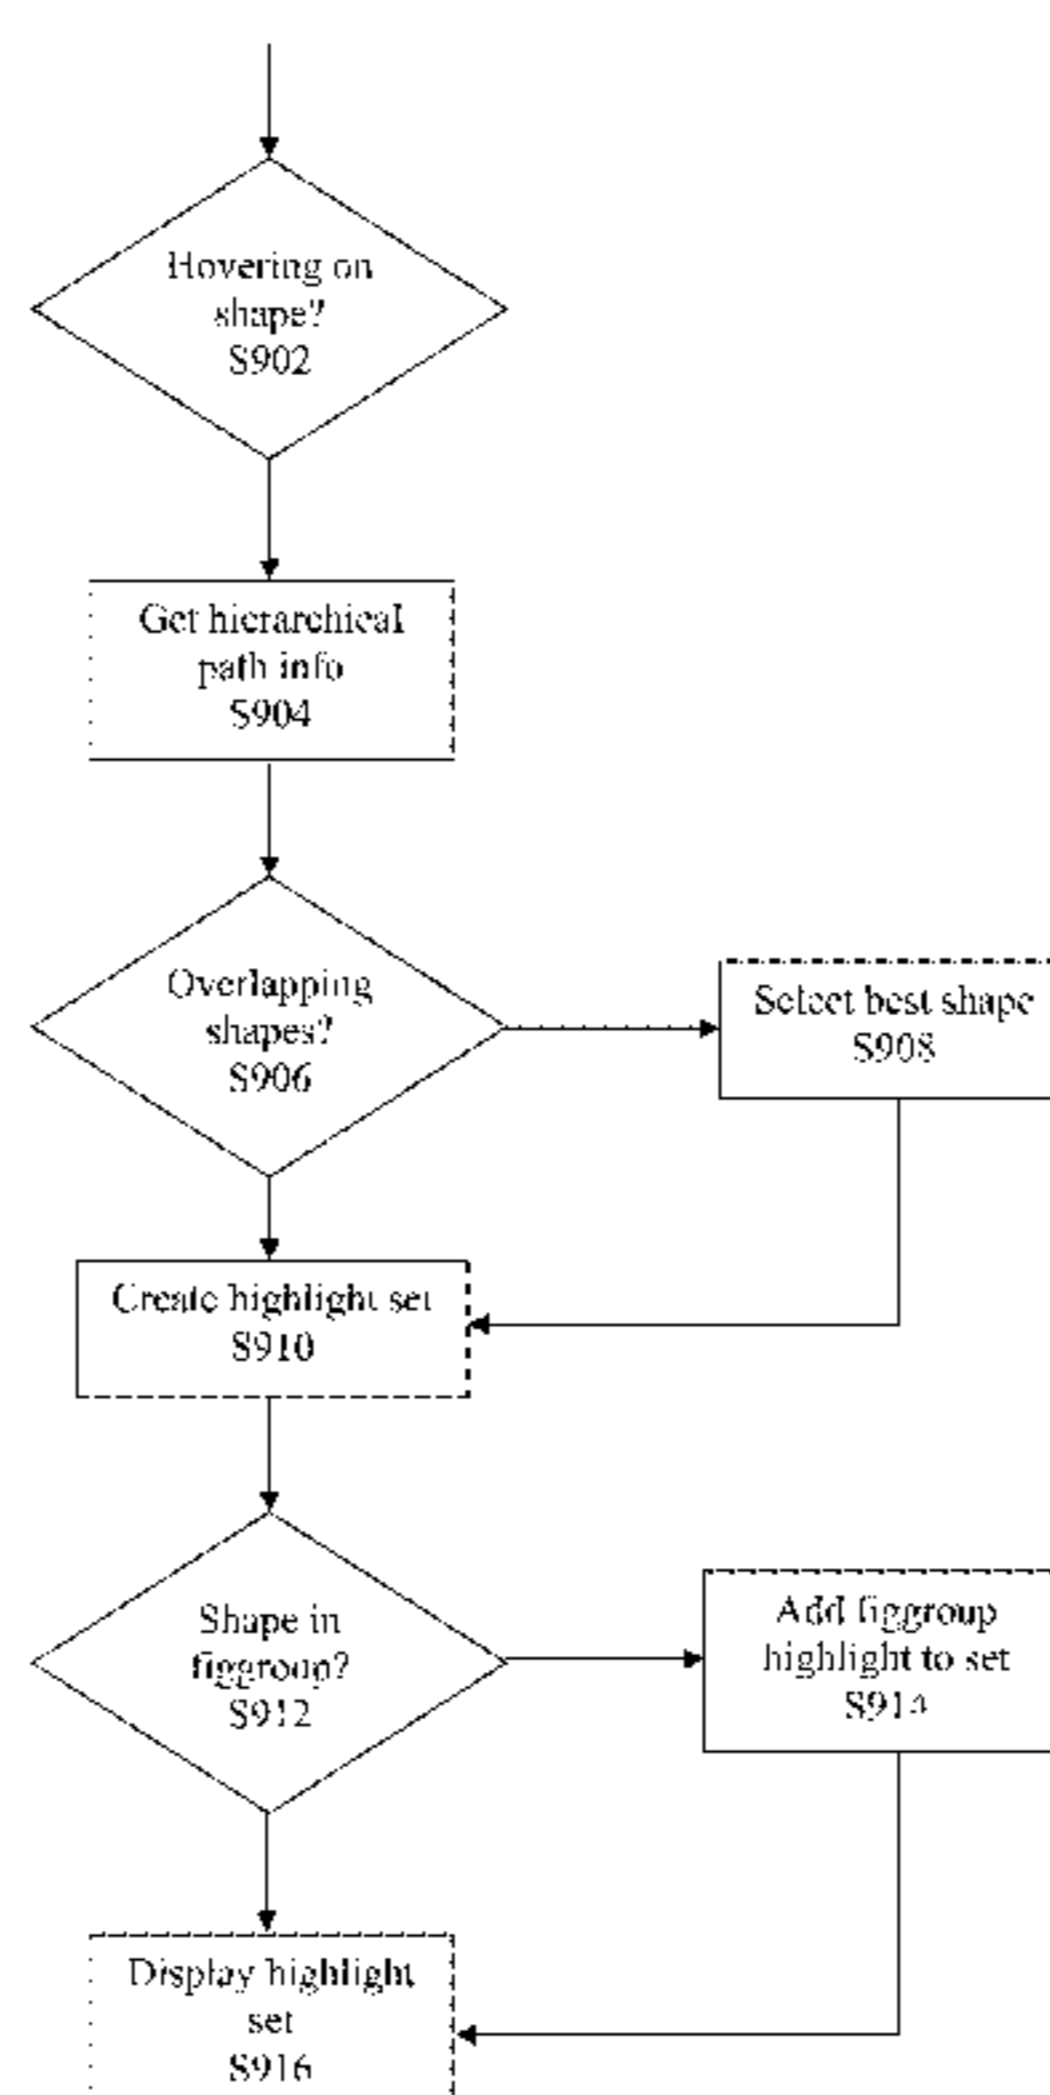 Hovering on
shape?
S902
Get hierarchical
path info
S904
Overlapping
shapes?
S906
Select best shape
S908
Create highlight set
S910
Shape in
figgroup?
S912
Add figgroup
highlight to set
S914
Display highlight
set
S916